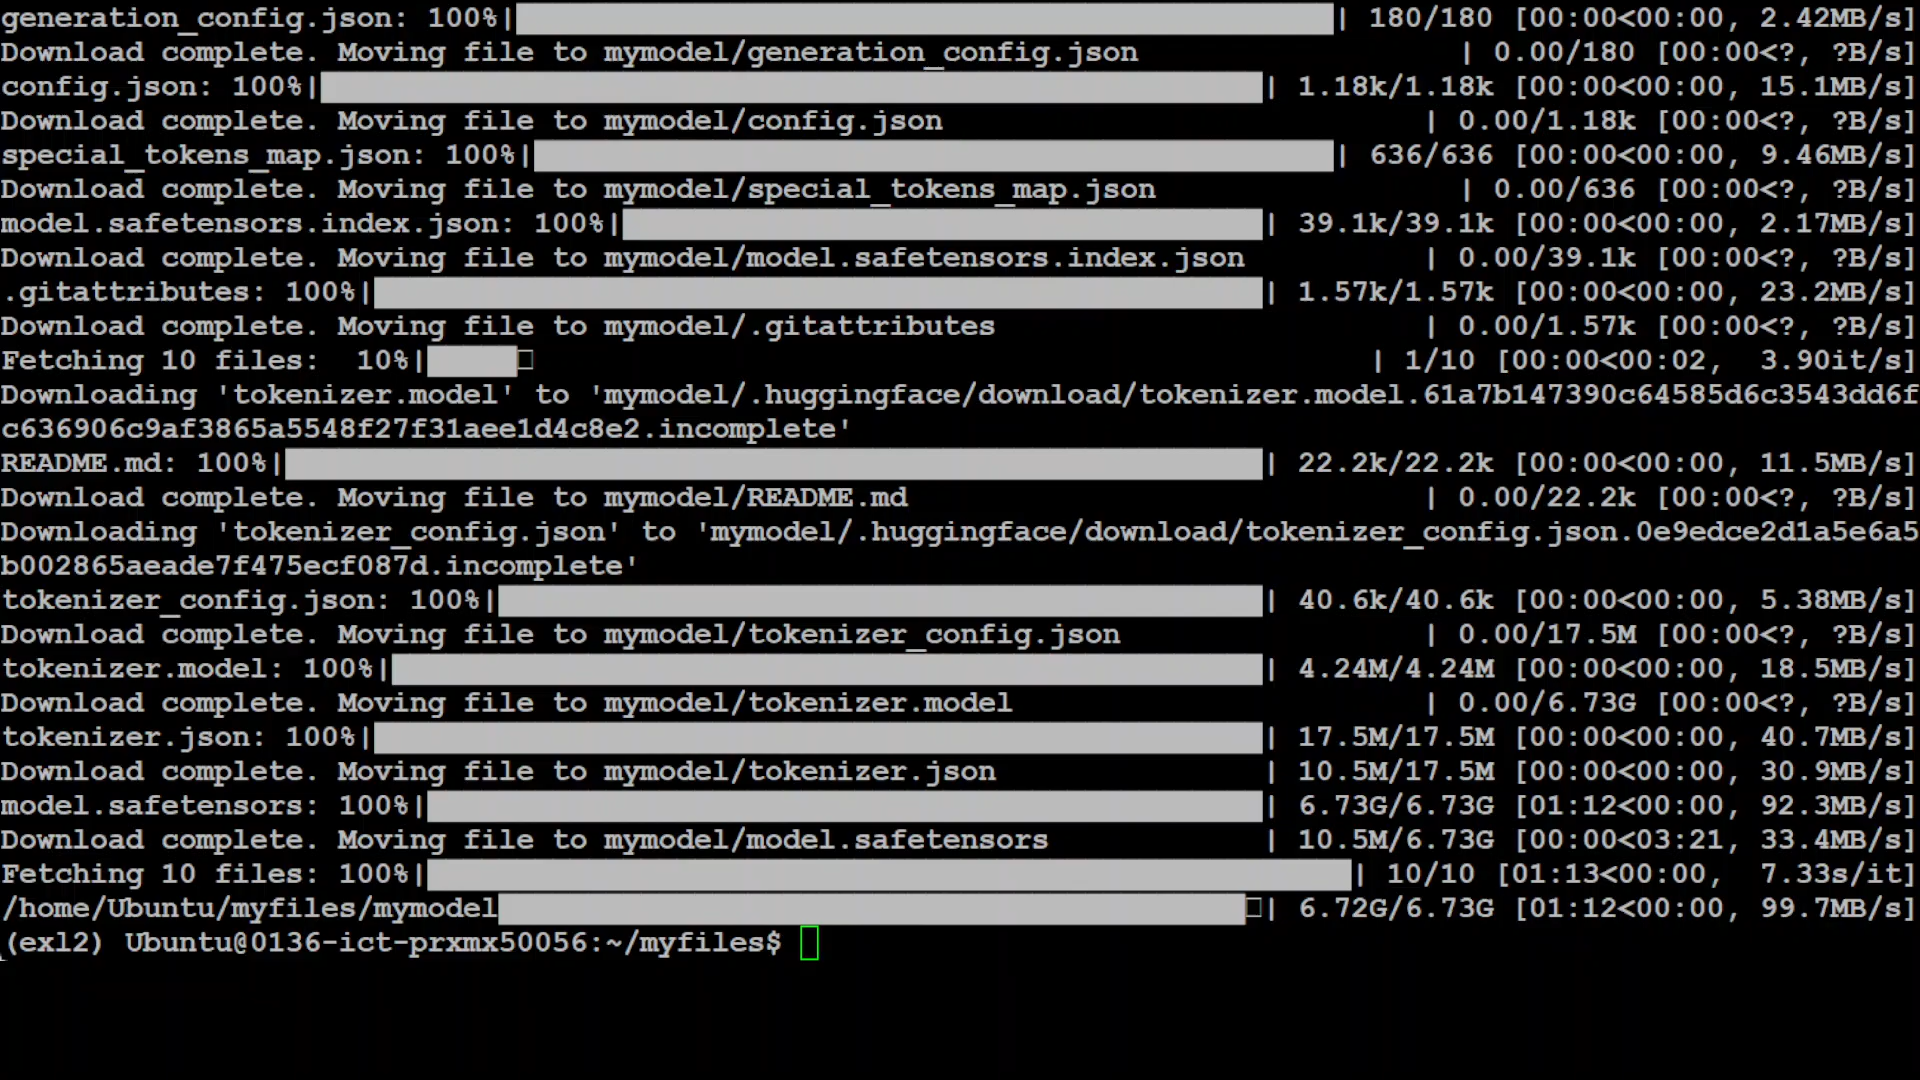 generation_config.json: 100%| | 180/180 [00:00<00:00, 2.42MB/s]
Download complete. Moving file to mymodel/generation_config.json | 0.00/180 [00:00<?, ?B/s]
config.json: 100%| | 1.18k/1.18k [00:00<00:00, 15.1MB/s]
Download complete. Moving file to mymodel/config.json | 0.00/1.18k [00:00<?, ?B/s]
special_tokens_map.json: 100%| | 636/636 [00:00<00:00, 9.46MB/s]
Download complete. Moving file to mymodel/special_tokens_map.json | 0.00/636 [00:00<?, ?B/s]
model.safetensors.index.json: 100%| | 39.1k/39.1k [00:00<00:00, 2.17MB/s]
Download complete. Moving file to mymodel/model.safetensors.index.json | 0.00/39.1k [00:00<?, ?B/s]
.gitattributes: 100%| | 1.57k/1.57k [00:00<00:00, 23.2MB/s]
Download complete. Moving file to mymodel/.gitattributes | 0.00/1.57k [00:00<?, ?B/s]
Fetching 10 files: 10%| | 1/10 [00:00<00:02, 3.90it/s]
Downloading 'tokenizer.model' to 'mymodel/.huggingface/download/tokenizer.model.61a7b147390c64585d6c3543dd6f
c636906c9af3865a5548f27f31aee1d4c8e2.incomplete'
README.md: 100%| | 22.2k/22.2k [00:00<00:00, 11.5MB/s]
Download complete. Moving file to mymodel/README.md | 0.00/22.2k [00:00<?, ?B/s]
Downloading 'tokenizer_config.json' to 'mymodel/.huggingface/download/tokenizer_config.json.0e9edce2d1a5e6a5
b002865aeade7f475ecf087d.incomplete'
tokenizer_config.json: 100%| | 40.6k/40.6k [00:00<00:00, 5.38MB/s]
Download complete. Moving file to mymodel/tokenizer_config.json | 0.00/17.5M [00:00<?, ?B/s]
tokenizer.model: 100%| | 4.24M/4.24M [00:00<00:00, 18.5MB/s]
Download complete. Moving file to mymodel/tokenizer.model | 0.00/6.73G [00:00<?, ?B/s]
tokenizer.json: 100%| | 17.5M/17.5M [00:00<00:00, 40.7MB/s]
Download complete. Moving file to mymodel/tokenizer.json | 10.5M/17.5M [00:00<00:00, 30.9MB/s]
model.safetensors: 100%| | 6.73G/6.73G [01:12<00:00, 92.3MB/s]
Download complete. Moving file to mymodel/model.safetensors | 10.5M/6.73G [00:00<03:21, 33.4MB/s]
Fetching 10 files: 100%| | 10/10 [01:13<00:00, 7.33s/it]
/home/Ubuntu/myfiles/mymodel | 6.72G/6.73G [01:12<00:00, 99.7MB/s]
(exl2) Ubuntu@0136-ict-prxmx50056:~/myfiles$